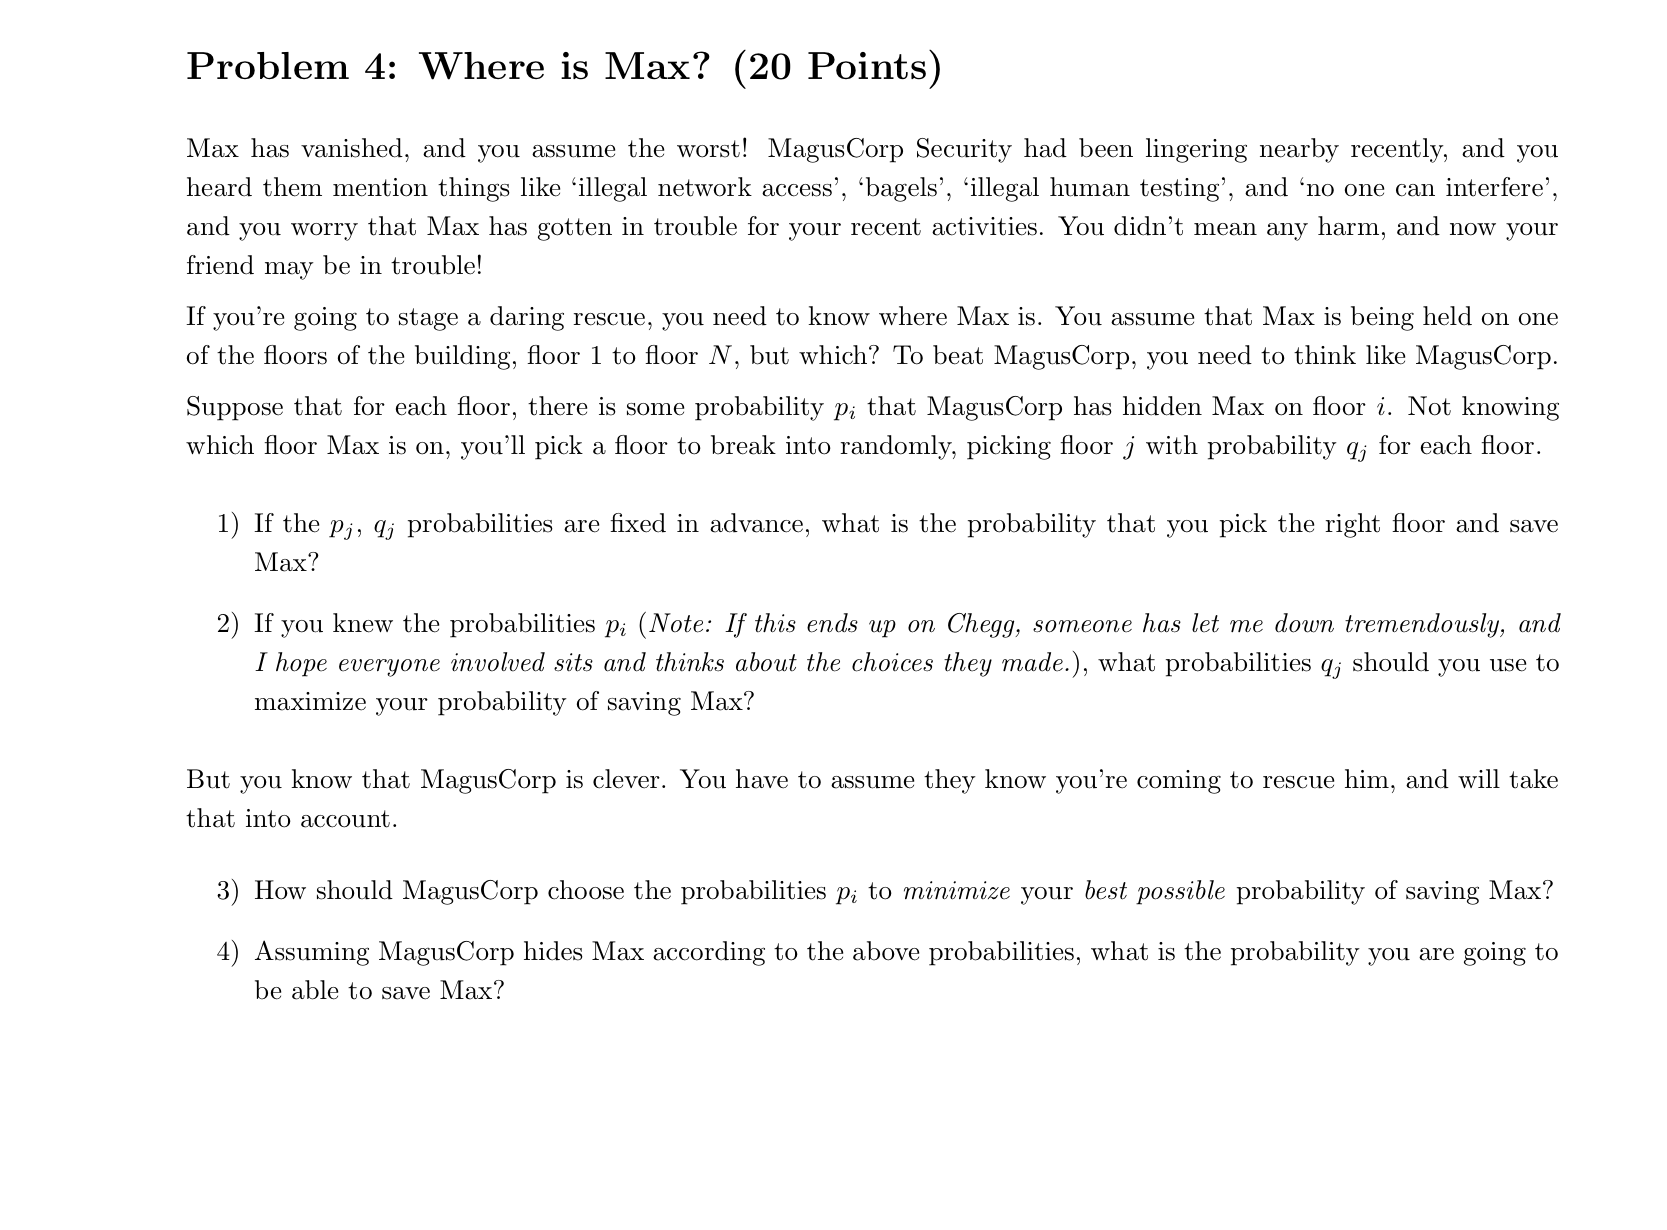 Problem 4: Where is Max? (20 Points)
Max has vanished, and you assume the worst! MagusCorp Security had been lingering nearby recently, and you
heard them mention things like ‘illegal network access’, ‘bagels’, ‘illegal human testing’, and ‘no one can interfere’,
and you worry that Max has gotten in trouble for your recent activities. You didn’t mean any harm, and now your
friend may be in trouble!
If you’re going to stage a daring rescue, you need to know where Max is. You assume that Max is being held on one
of the floors of the building, floor 1 to floor N, but which? To beat MagusCorp, you need to think like MagusCorp.
Suppose that for each floor, there is some probability p_i that MagusCorp has hidden Max on floor i. Not knowing
which floor Max is on, you’ll pick a floor to break into randomly, picking floor j with probability q_j for each floor.
1) If the p_j, q_j probabilities are fixed in advance, what is the probability that you pick the right floor and save
Max?
2) If you knew the probabilities p_i (Note: If this ends up on Chegg, someone has let me down tremendously, and
I hope everyone involved sits and thinks about the choices they made.), what probabilities q_j should you use to
maximize your probability of saving Max?
But you know that MagusCorp is clever. You have to assume they know you’re coming to rescue him, and will take
that into account.
3) How should MagusCorp choose the probabilities p_i to minimize your best possible probability of saving Max?
4) Assuming MagusCorp hides Max according to the above probabilities, what is the probability you are going to
be able to save Max?